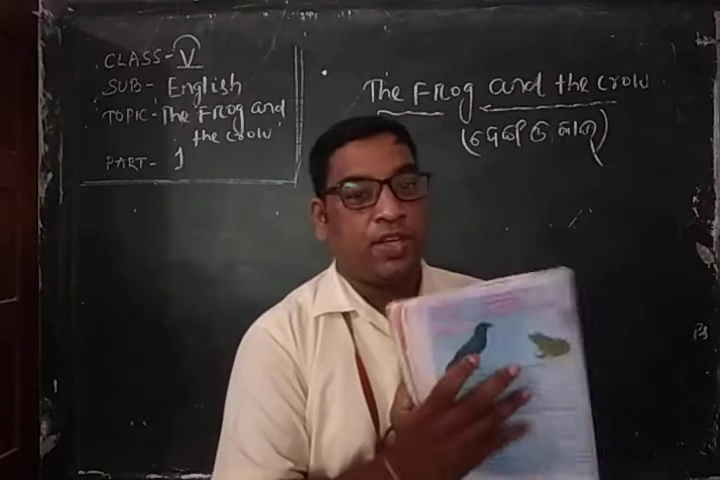 CLASS - V
SUB - English
TOPIC - The Frog and
the crow
PART - 1
The Frog and the crow
(ବେଙ୍ଗ ଓ କାକ)